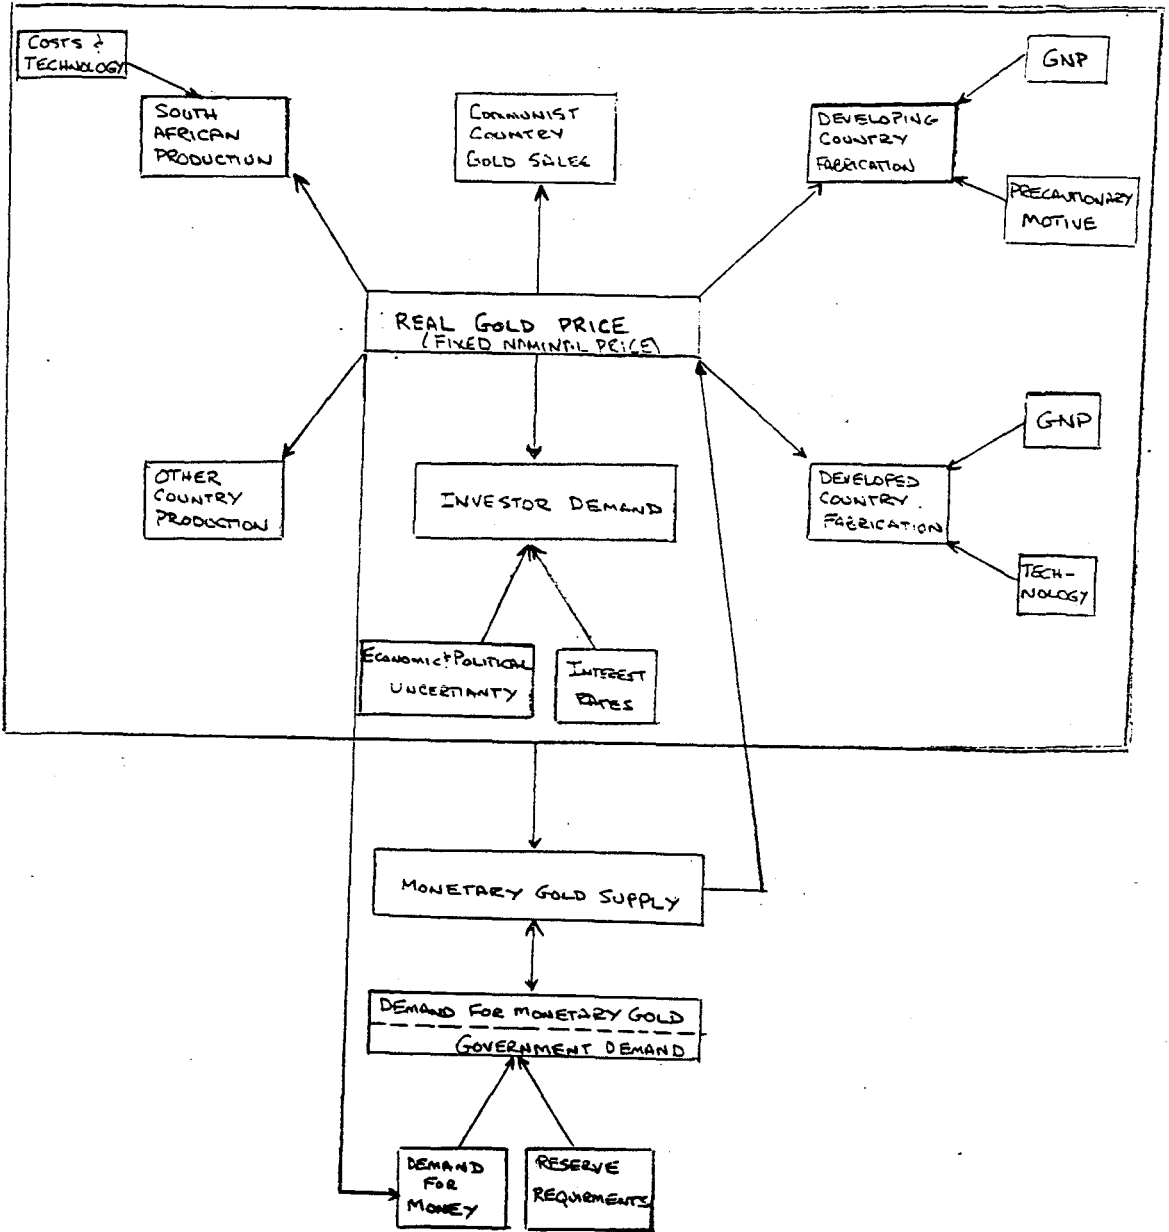 COSTS &
TECHNOLOGY
GNP
SOUTH
AFRICAN
PRODUCTION
COMMUNIST
COUNTRY
GOLD SALES
DEVELOPING
COUNTRY
FABRICATION
PRECAUTIONARY
MOTIVE
REAL GOLD PRICE
(FIXED NOMINAL PRICE)
GNP
OTHER
COUNTRY
PRODUCTION
INVESTOR DEMAND
DEVELOPED
COUNTRY
FABRICATION
TECH-
NOLOGY
ECONOMIC & POLITICAL
UNCERTIANTY
INTEREST
RATES
MONETARY GOLD SUPPLY
DEMAND FOR MONETARY GOLD
GOVERNMENT DEMAND
DEMAND
FOR
MONEY
RESERVE
REQUIRMENTS